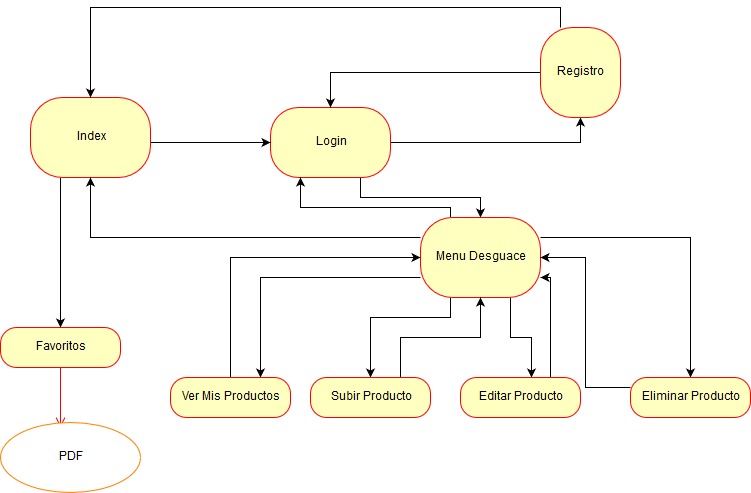 Registro
Index
Login
Menu Desguace
Favoritos
Ver Mis Productos
Subir Producto
Editar Producto
Eliminar Producto
PDF